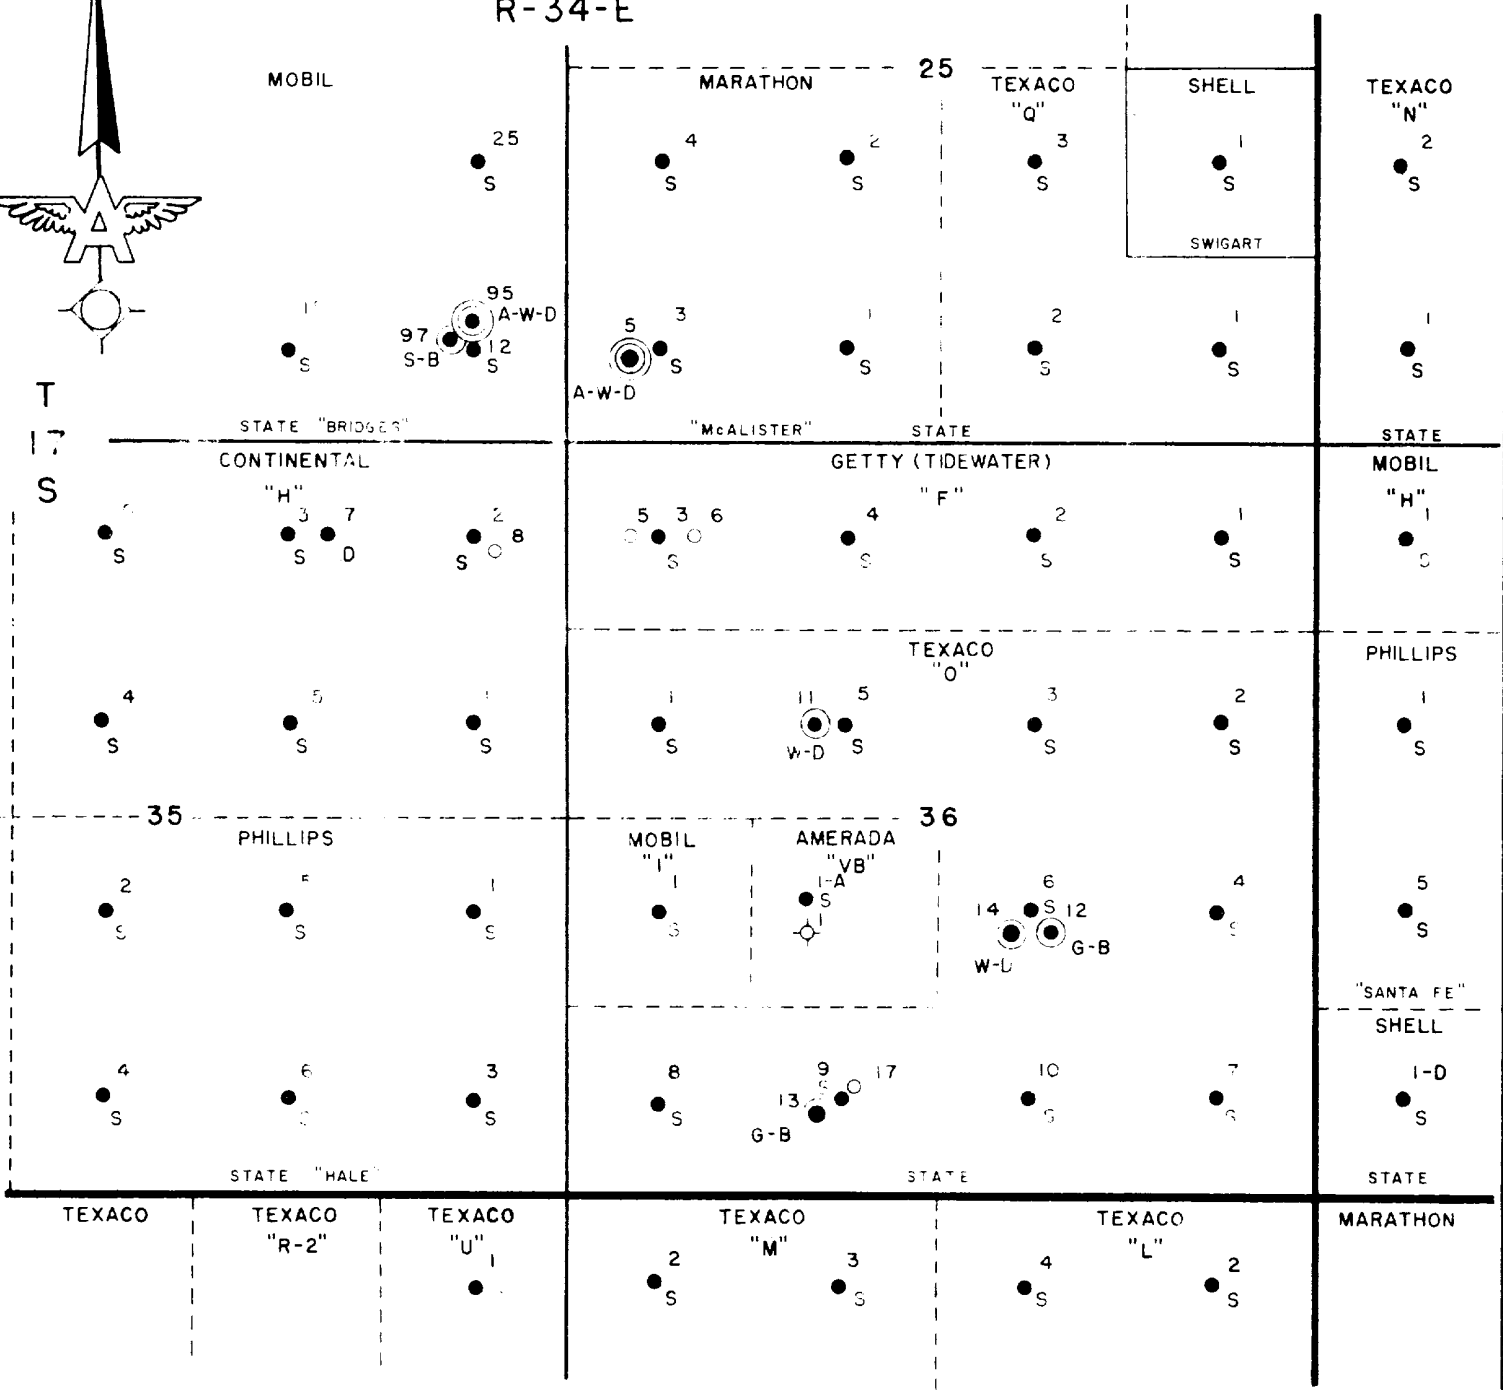 R-34-E
MOBIL
MARATHON
25
TEXACO
"Q"
SHELL
TEXACO
"N"
25
S
4
S
2
S
3
S
1
S
2
S
SWIGART
S
95
A-W-D
97
S-B
12
S
5
A-W-D
3
S
1
S
2
S
1
S
1
S
T
17
S
STATE "BRIDGES"
"McALISTER"
STATE
STATE
CONTINENTAL
"H"
GETTY (TIDEWATER)
"F"
MOBIL
"H"
S
3
S
7
D
2
S
8
5
3
S
6
4
S
2
S
1
S
1
S
TEXACO
"O"
PHILLIPS
4
S
5
S
1
S
1
S
11
W-D
5
S
3
S
2
S
1
S
35
36
PHILLIPS
MOBIL
"I"
AMERADA
"VB"
2
S
5
S
1
S
1
S
1-A
S
1
6
S
14
W-D
12
G-B
4
S
5
S
"SANTA FE"
SHELL
4
S
6
S
3
S
8
S
9
S
17
13
G-B
10
S
7
S
1-D
S
STATE "HALE"
STATE
STATE
TEXACO
TEXACO
"R-2"
TEXACO
"U"
TEXACO
"M"
TEXACO
"L"
MARATHON
1
2
S
3
S
4
S
2
S